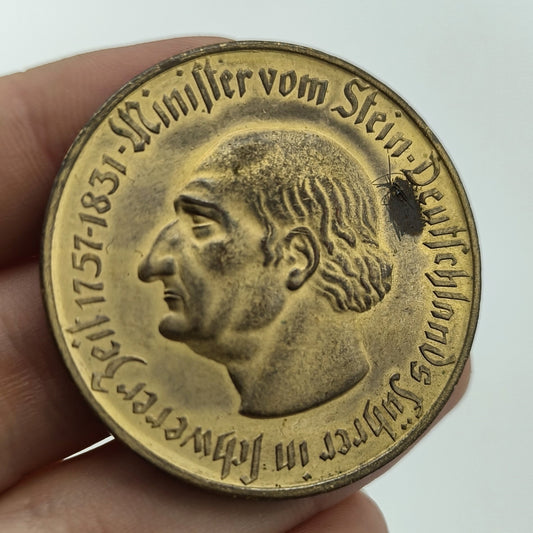 Minister vom Stein · Deutschlands Führer in schwerer Zeit 1757-1831 ·